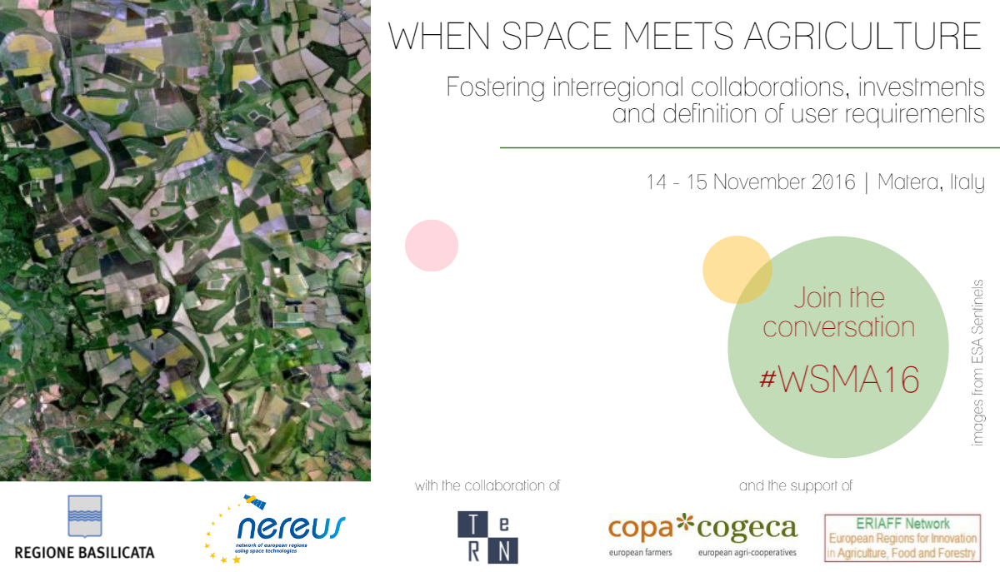 WHEN SPACE MEETS AGRICULTURE
Fostering interregional collaborations, investments
and definition of user requirements
14 - 15 November 2016 | Matera, Italy
Join the
conversation
#WSMA16
images from ESA Sentinels
with the collaboration of
and the support of
REGIONE BASILICATA
nereus
network of european regions
using space technologies
T e
R N
copa*cogeca
european farmers european agri-cooperatives
ERIAFF Network
European Regions for Innovation
in Agriculture, Food and Forestry